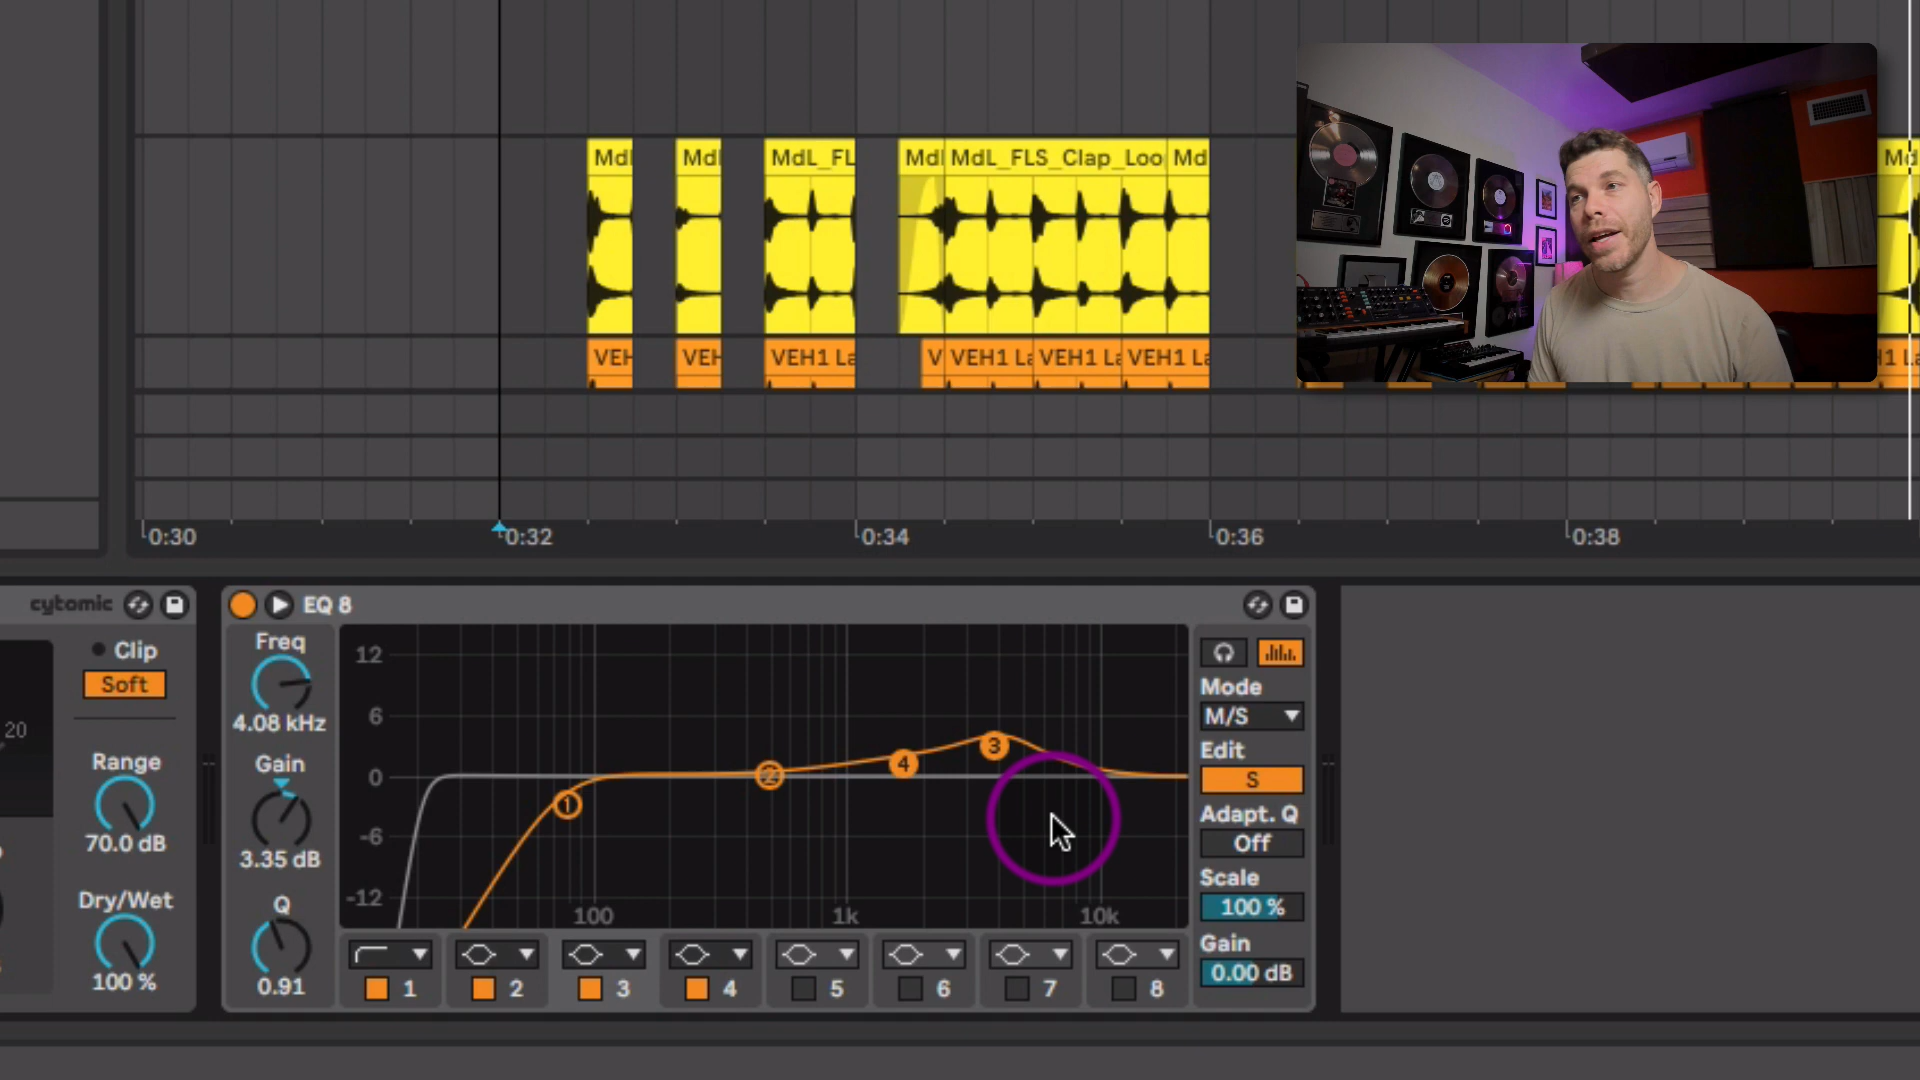 Mdl
Mdl
MdL_FL
Mdl
MdL_FLS_Clap_Loo
Md
Md
VEH
VEH
VEH1 La
V
VEH1 La
VEH1 La
VEH1 La
H1 La
0:30
0:32
0:34
0:36
0:38
cytomic
EQ 8
Clip
Soft
20
Range
70.0 dB
Dry/Wet
100 %
Freq
4.08 kHz
Gain
3.35 dB
Q
0.91
12
6
0
-6
-12
100
1k
10k
1
2
4
3
1
2
3
4
5
6
7
8
Mode
M/S
Edit
S
Adapt. Q
Off
Scale
100 %
Gain
0.00 dB